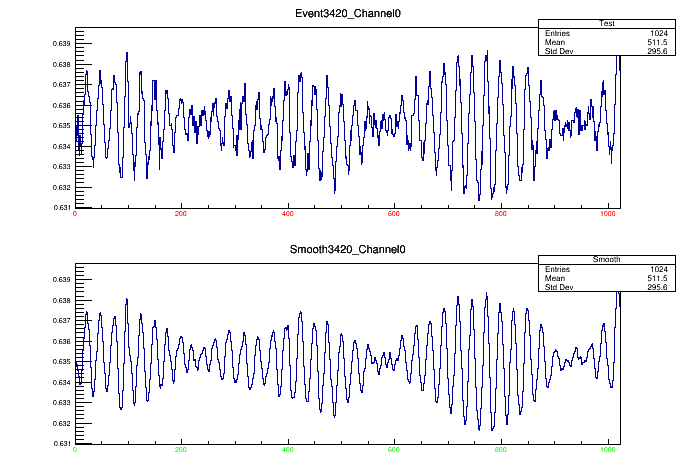 Event3420_Channel0
Test
Entries 1024
Mean 511.5
Std Dev 295.6
0.639
0.638
0.637
0.636
0.635
0.634
0.633
0.632
0.631
0 200 400 600 800 1000
Smooth3420_Channel0
Smooth
Entries 1024
Mean 511.5
Std Dev 295.6
0.639
0.638
0.637
0.636
0.635
0.634
0.633
0.632
0.631
0 200 400 600 800 1000